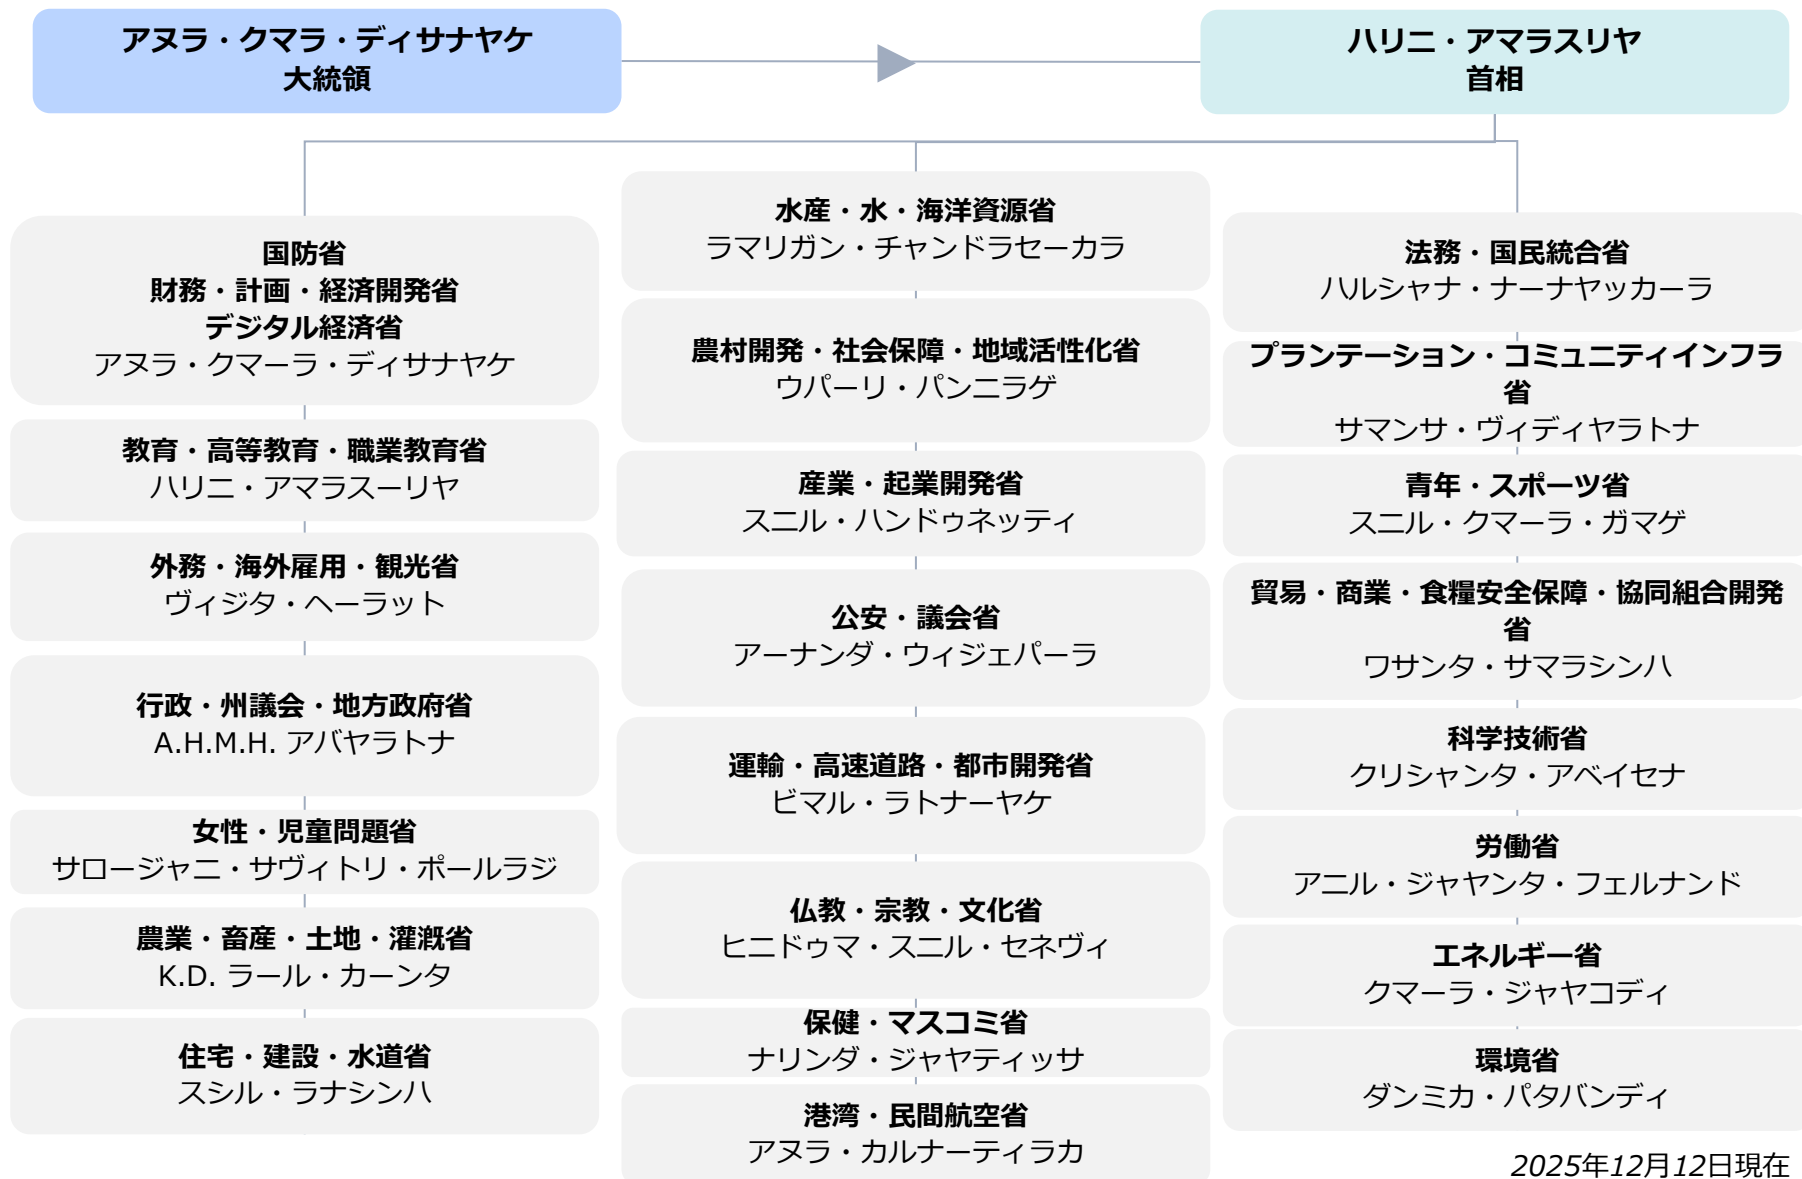 アヌラ・クマラ・ディサナヤケ
大統領
ハリニ・アマラスリヤ
首相
国防省
財務・計画・経済開発省
デジタル経済省
アヌラ・クマーラ・ディサナヤケ
教育・高等教育・職業教育省
ハリニ・アマラスーリヤ
外務・海外雇用・観光省
ヴィジタ・ヘーラット
行政・州議会・地方政府省
A.H.M.H. アバヤラトナ
女性・児童問題省
サロージャニ・サヴィトリ・ポールラジ
農業・畜産・土地・灌漑省
K.D. ラール・カーンタ
住宅・建設・水道省
スシル・ラナシンハ
水産・水・海洋資源省
ラマリガン・チャンドラセーカラ
農村開発・社会保障・地域活性化省
ウパーリ・パンニラゲ
産業・起業開発省
スニル・ハンドゥネッティ
公安・議会省
アーナンダ・ウィジェパーラ
運輸・高速道路・都市開発省
ビマル・ラトナーヤケ
仏教・宗教・文化省
ヒニドゥマ・スニル・セネヴィ
保健・マスコミ省
ナリンダ・ジャヤティッサ
港湾・民間航空省
アヌラ・カルナーティラカ
法務・国民統合省
ハルシャナ・ナーナヤッカーラ
プランテーション・コミュニティインフラ
省
サマンサ・ヴィディヤラトナ
青年・スポーツ省
スニル・クマーラ・ガマゲ
貿易・商業・食糧安全保障・協同組合開発
省
ワサンタ・サマラシンハ
科学技術省
クリシャンタ・アベイセナ
労働省
アニル・ジャヤンタ・フェルナンド
エネルギー省
クマーラ・ジャヤコディ
環境省
ダンミカ・パタバンディ
2025年12月12日現在